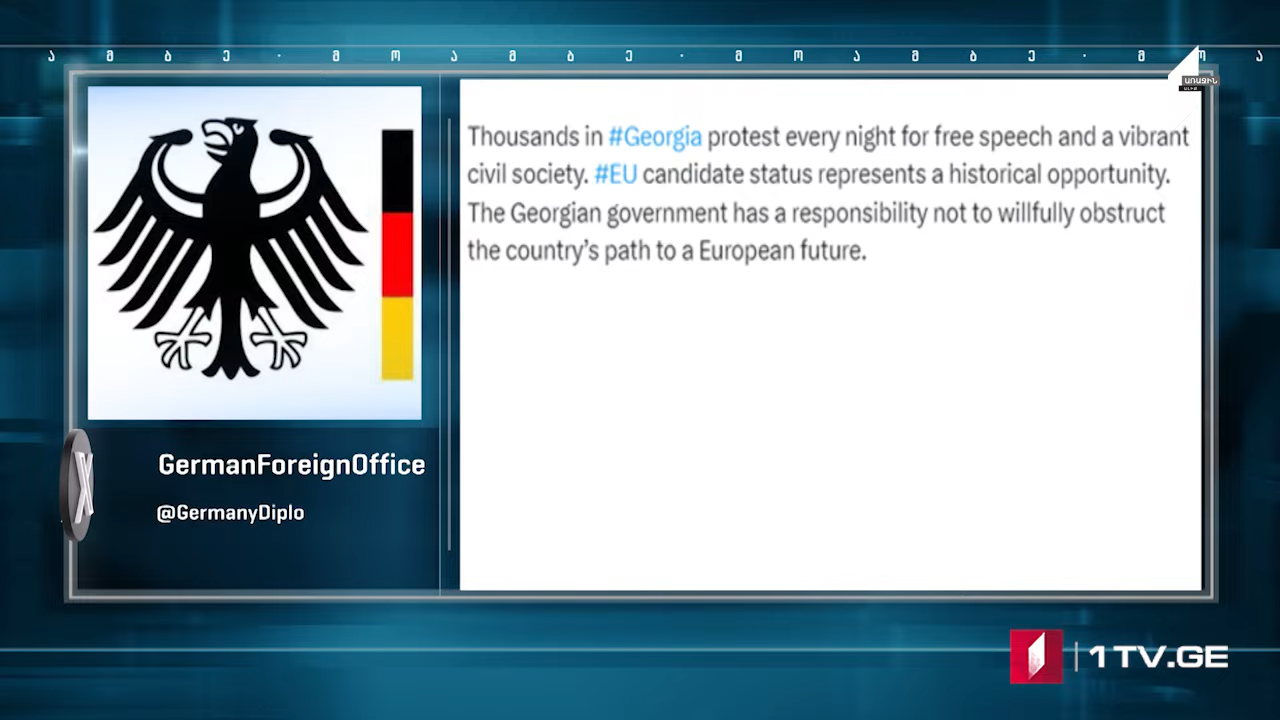 ა მ ბ ე · მ ო ა მ ბ ე · მ ო ა მ ბ ე · მ ო ა
ԱՌԱՋԻՆ
ԱԼԻՔ
Thousands in #Georgia protest every night for free speech and a vibrant
civil society. #EU candidate status represents a historical opportunity.
The Georgian government has a responsibility not to willfully obstruct
the country’s path to a European future.
GermanForeignOffice
@GermanyDiplo
X
1TV.GE